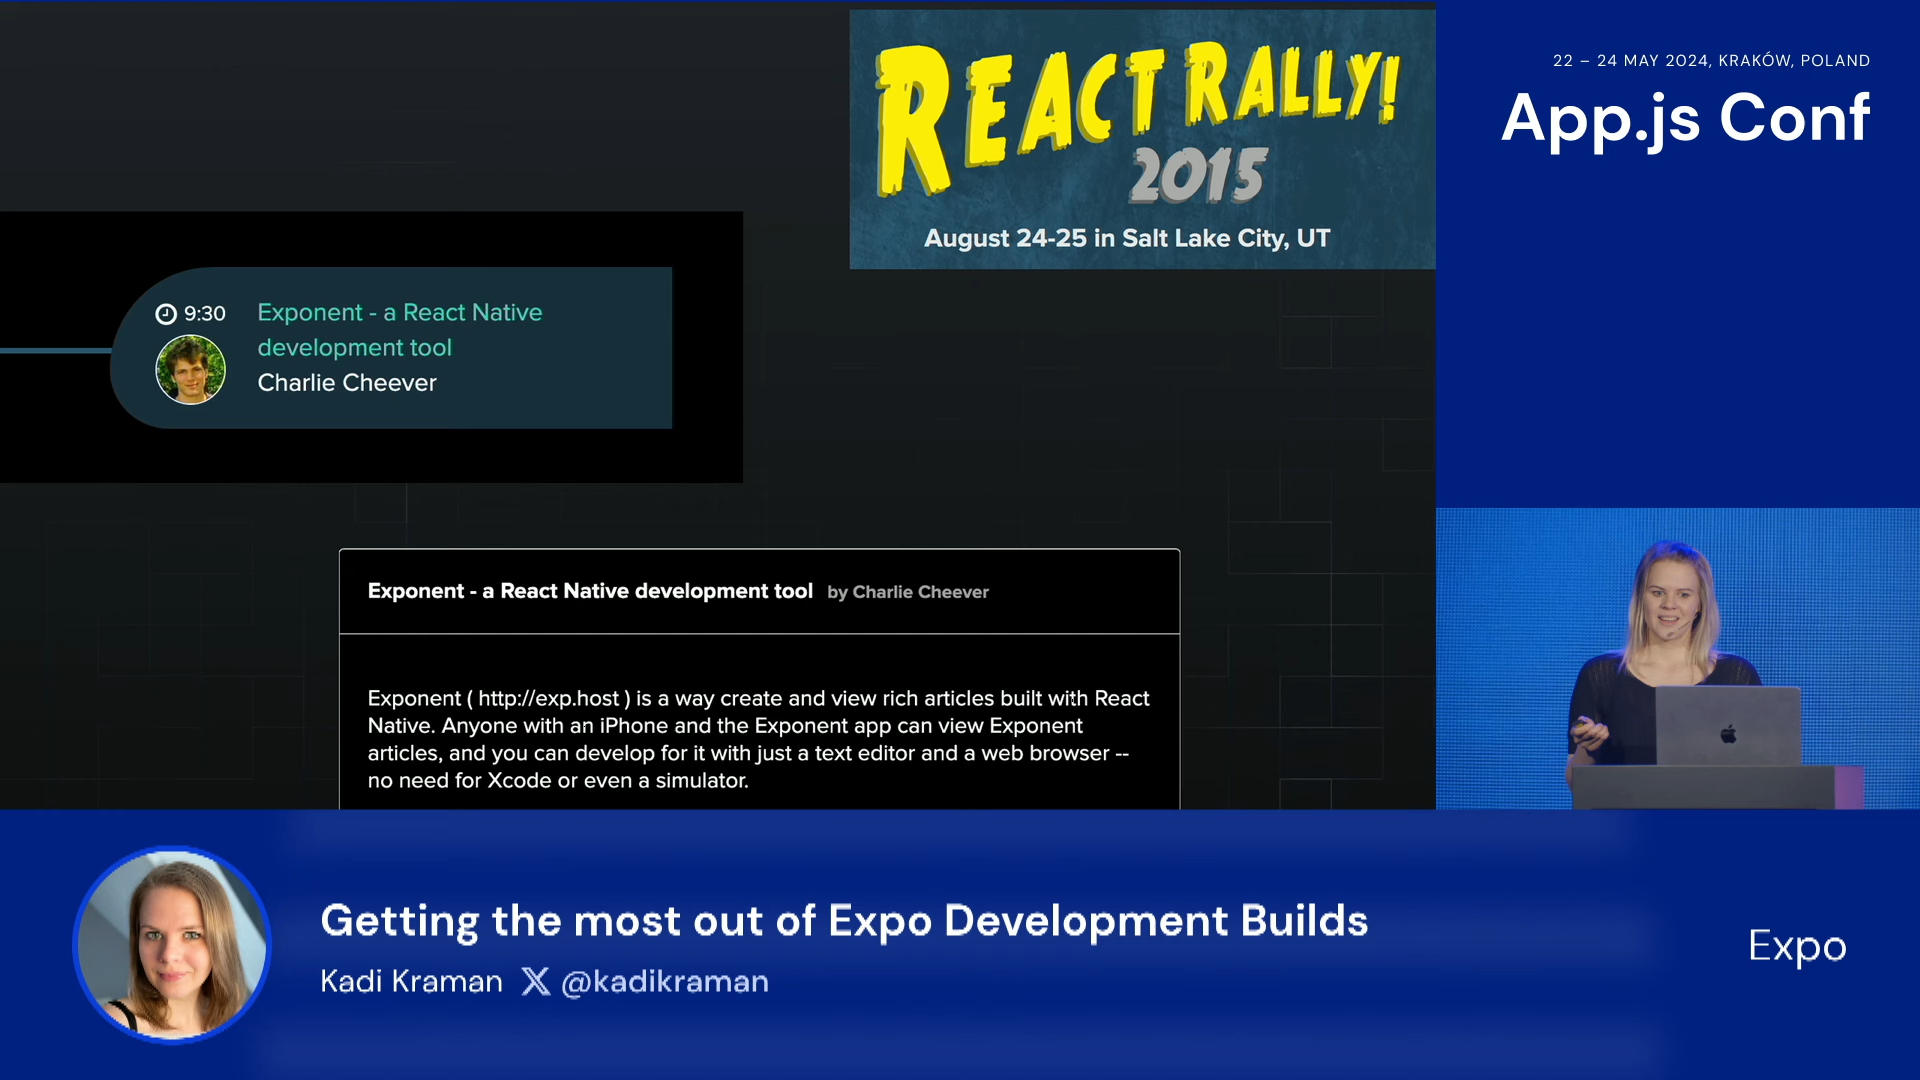 REACT RALLY!
2015
August 24-25 in Salt Lake City, UT
22 – 24 MAY 2024, KRAKÓW, POLAND
App.js Conf
9:30
Exponent - a React Native
development tool
Charlie Cheever
Exponent - a React Native development tool by Charlie Cheever
Exponent ( http://exp.host ) is a way create and view rich articles built with React
Native. Anyone with an iPhone and the Exponent app can view Exponent
articles, and you can develop for it with just a text editor and a web browser --
no need for Xcode or even a simulator.
Getting the most out of Expo Development Builds
Kadi Kraman X @kadikraman
Expo